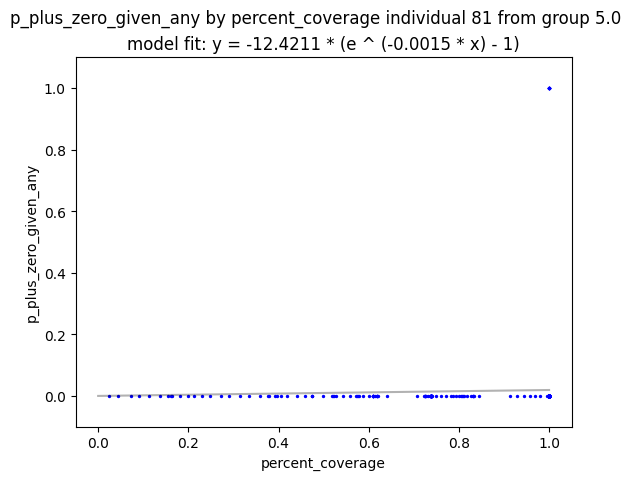 p_plus_zero_given_any by percent_coverage individual 81 from group 5.0
model fit: y = -12.4211 * (e ^ (-0.0015 * x) - 1)
1.0
0.8
0.6
0.4
0.2
0.0
p_plus_zero_given_any
0.0 0.2 0.4 0.6 0.8 1.0
percent_coverage